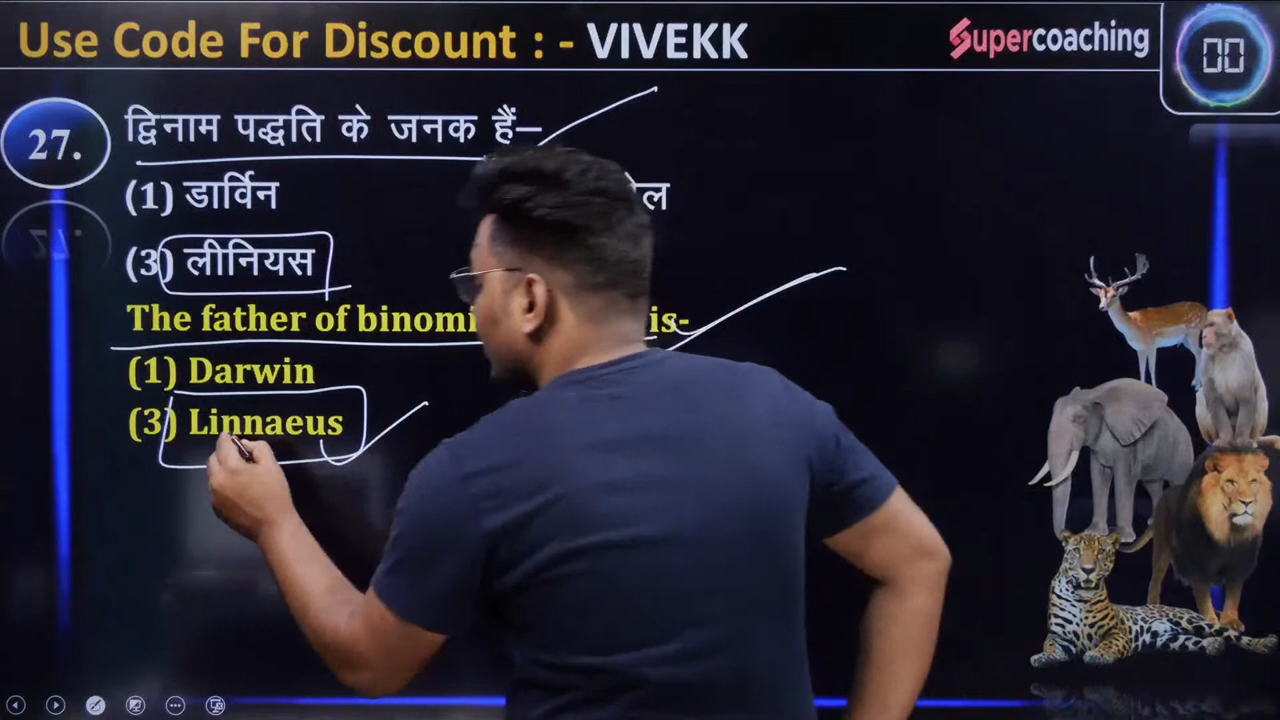 Use Code For Discount : - VIVEKK
Supercoaching
00
27. द्विनाम पद्धति के जनक हैं–
(1) डार्विन
(3) लीनियस
The father of is-
(1) Darwin
(3) Linnaeus